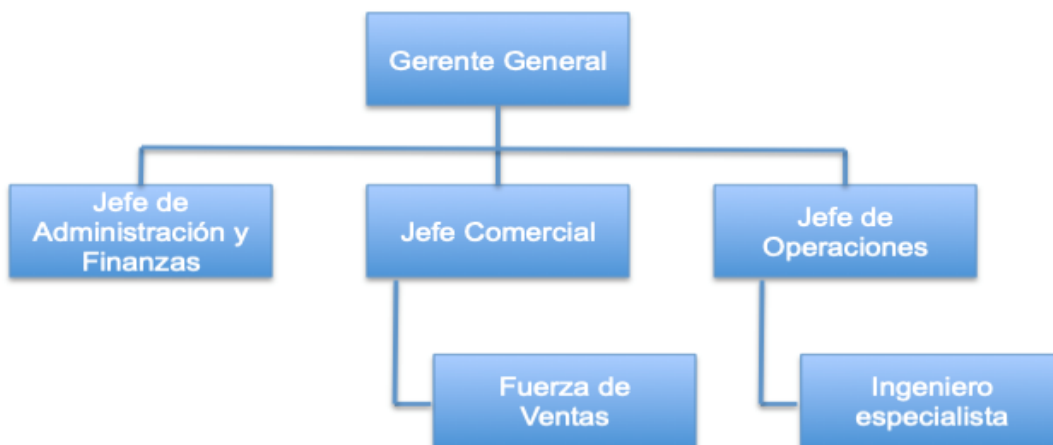 Gerente General
Jefe de
Administración y
Finanzas
Jefe Comercial
Jefe de
Operaciones
Fuerza de
Ventas
Ingeniero
especialista